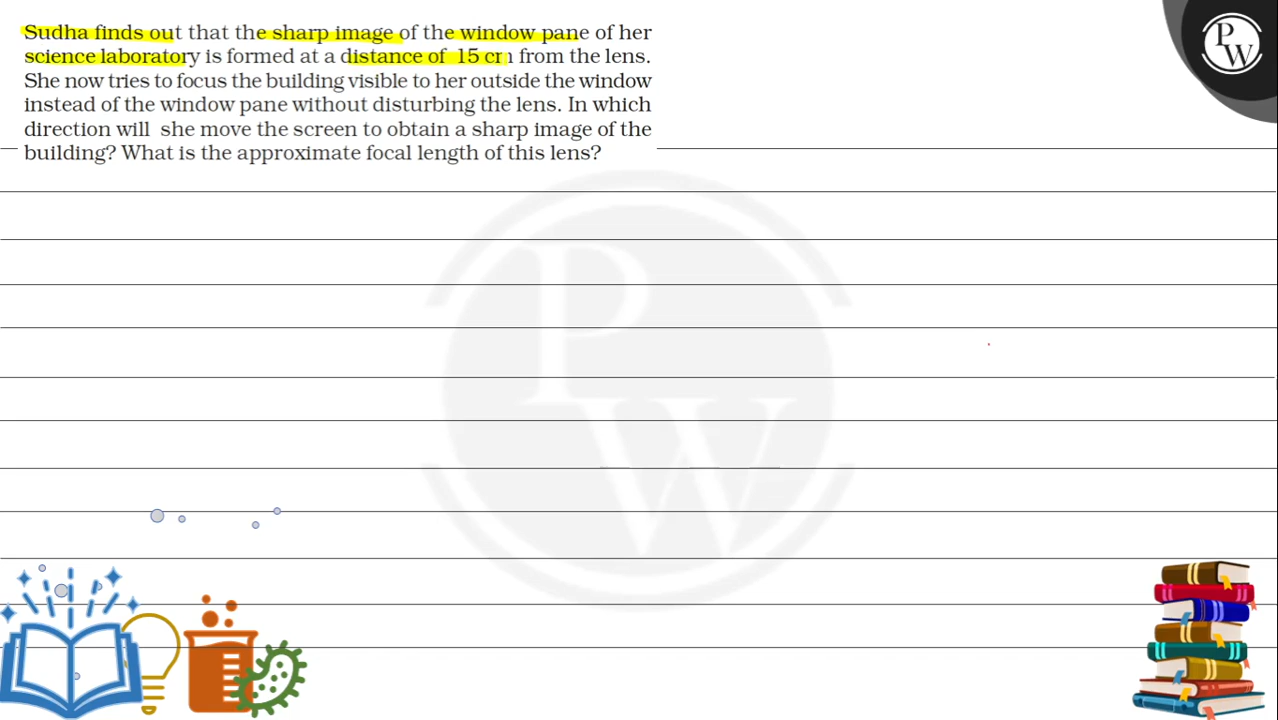 Sudha finds out that the sharp image of the window pane of her
science laboratory is formed at a distance of 15 cm from the lens.
She now tries to focus the building visible to her outside the window
instead of the window pane without disturbing the lens. In which
direction will she move the screen to obtain a sharp image of the
building? What is the approximate focal length of this lens?
P
W
P
W